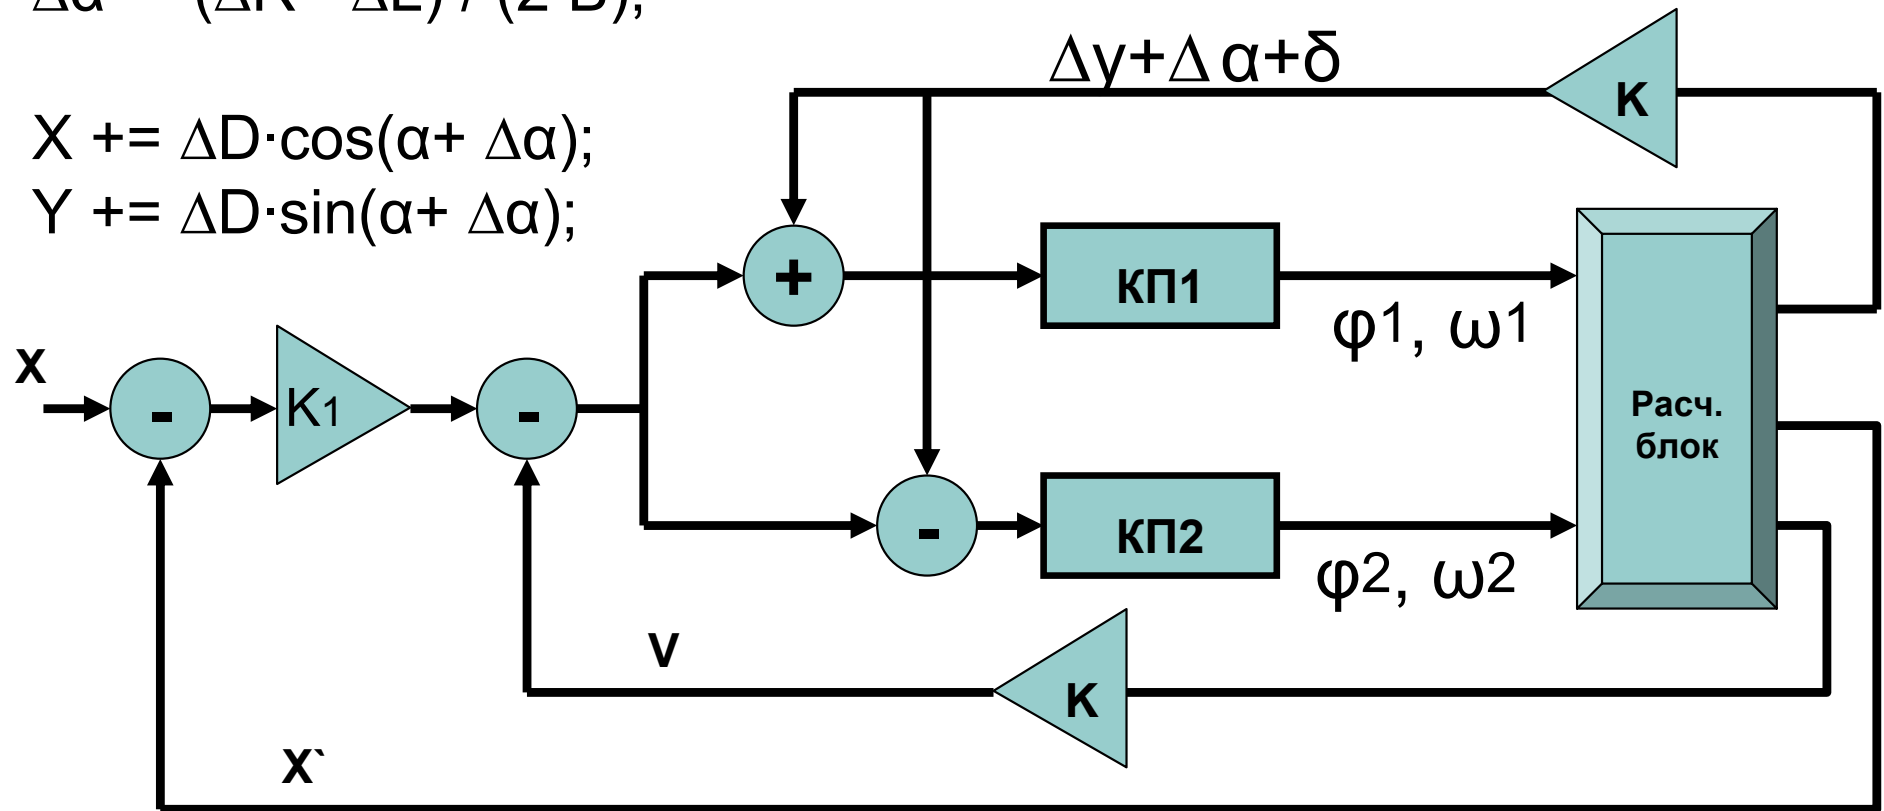 X += ΔD·cos(α+ Δα);
Y += ΔD·sin(α+ Δα);
Δy+Δ α+δ
K
+
КП1
φ1, ω1
x
-
K1
-
Расч.
блок
-
КП2
φ2, ω2
v
K
x`